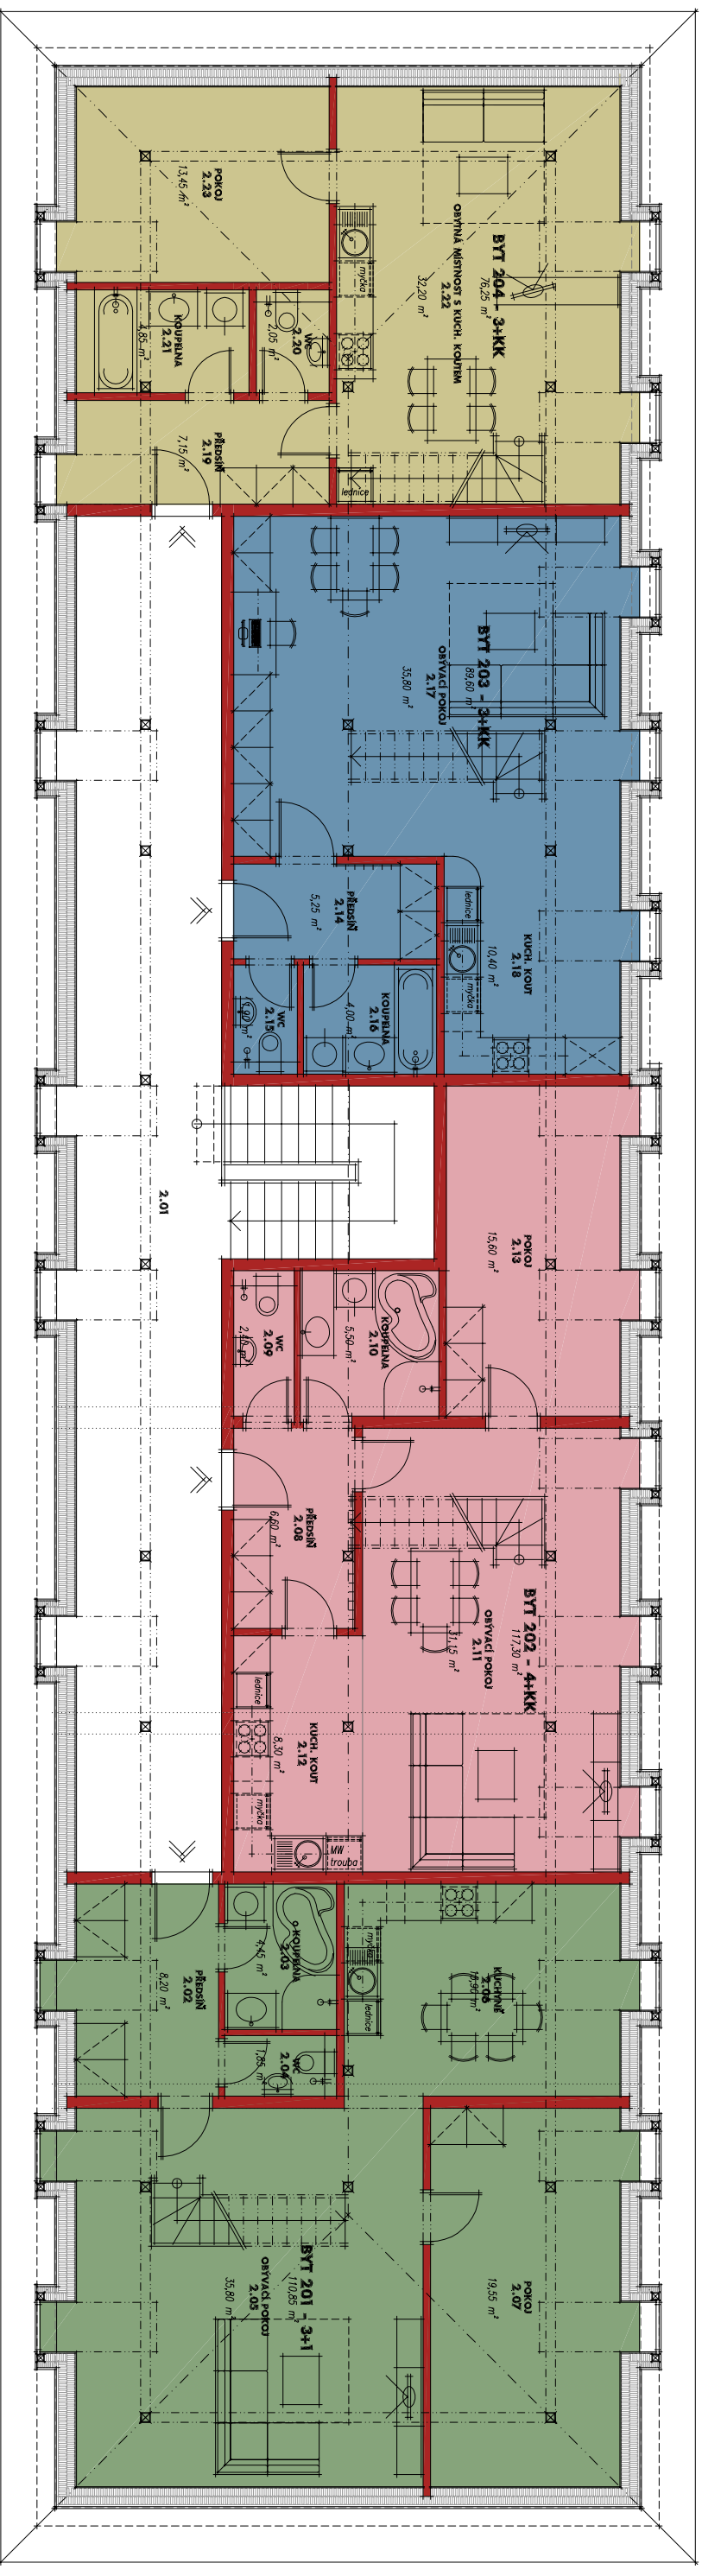 POKOJ
2.23
13,45 m²
BYT 204 - 3+KK
76,25 m²
OBYTNÁ MÍSTNOST S KUCH. KOUTEM
2.22
32,20 m²
myčka
KOUPELNA
2.21
4,85 m²
WC
2.20
2,05 m²
PŘEDSÍŇ
2.19
7,15 m²
lednice
BYT 203 - 3+KK
89,60 m²
OBÝVACÍ POKOJ
2.17
35,80 m²
PŘEDSÍŇ
2.14
5,25 m²
lednice
KUCH. KOUT
2.18
10,40 m²
myčka
WC
2.15
KOUPELNA
2.16
4,00 m²
2.01
POKOJ
2.13
15,60 m²
WC
2.09
KOUPELNA
2.10
5,50 m²
PŘEDSÍŇ
2.08
6,60 m²
BYT 202 - 4+KK
117,30 m²
OBÝVACÍ POKOJ
2.11
lednice
KUCH. KOUT
2.12
8,30 m²
myčka
MW
trouba
PŘEDSÍŇ
2.02
8,20 m²
KOUPELNA
2.03
4,45 m²
WC
2.04
1,85 m²
myčka
lednice
KUCHYNĚ
2.06
BYT 201 - 3+1
110,85 m²
OBÝVACÍ POKOJ
2.05
35,80 m²
POKOJ
2.07
19,55 m²